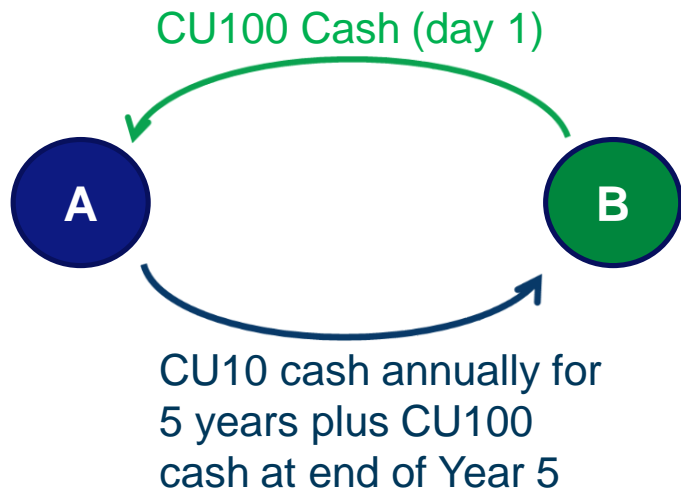 CU100 Cash (day 1)
A
B
CU10 cash annually for
5 years plus CU100
cash at end of Year 5